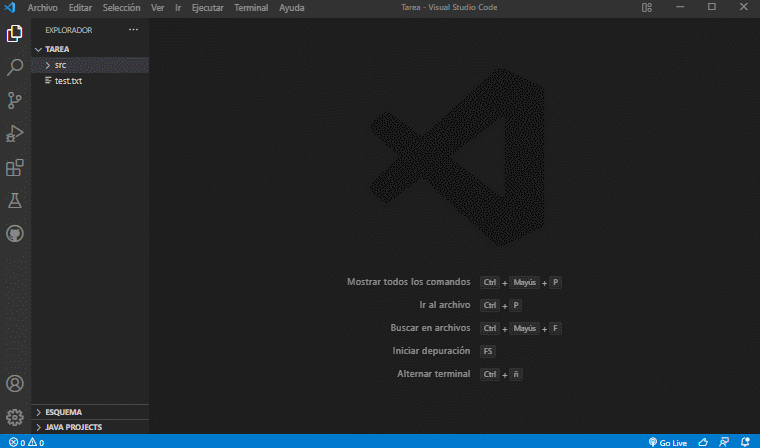 Archivo Editar Selección Ver Ir Ejecutar Terminal Ayuda Tarea - Visual Studio Code
EXPLORADOR ...
TAREA
src
test.txt
Mostrar todos los comandos Ctrl + Mayús + P
Ir al archivo Ctrl + P
Buscar en archivos Ctrl + Mayús + F
Iniciar depuración F5
Alternar terminal Ctrl + ñ
ESQUEMA
JAVA PROJECTS
0 0 Go Live